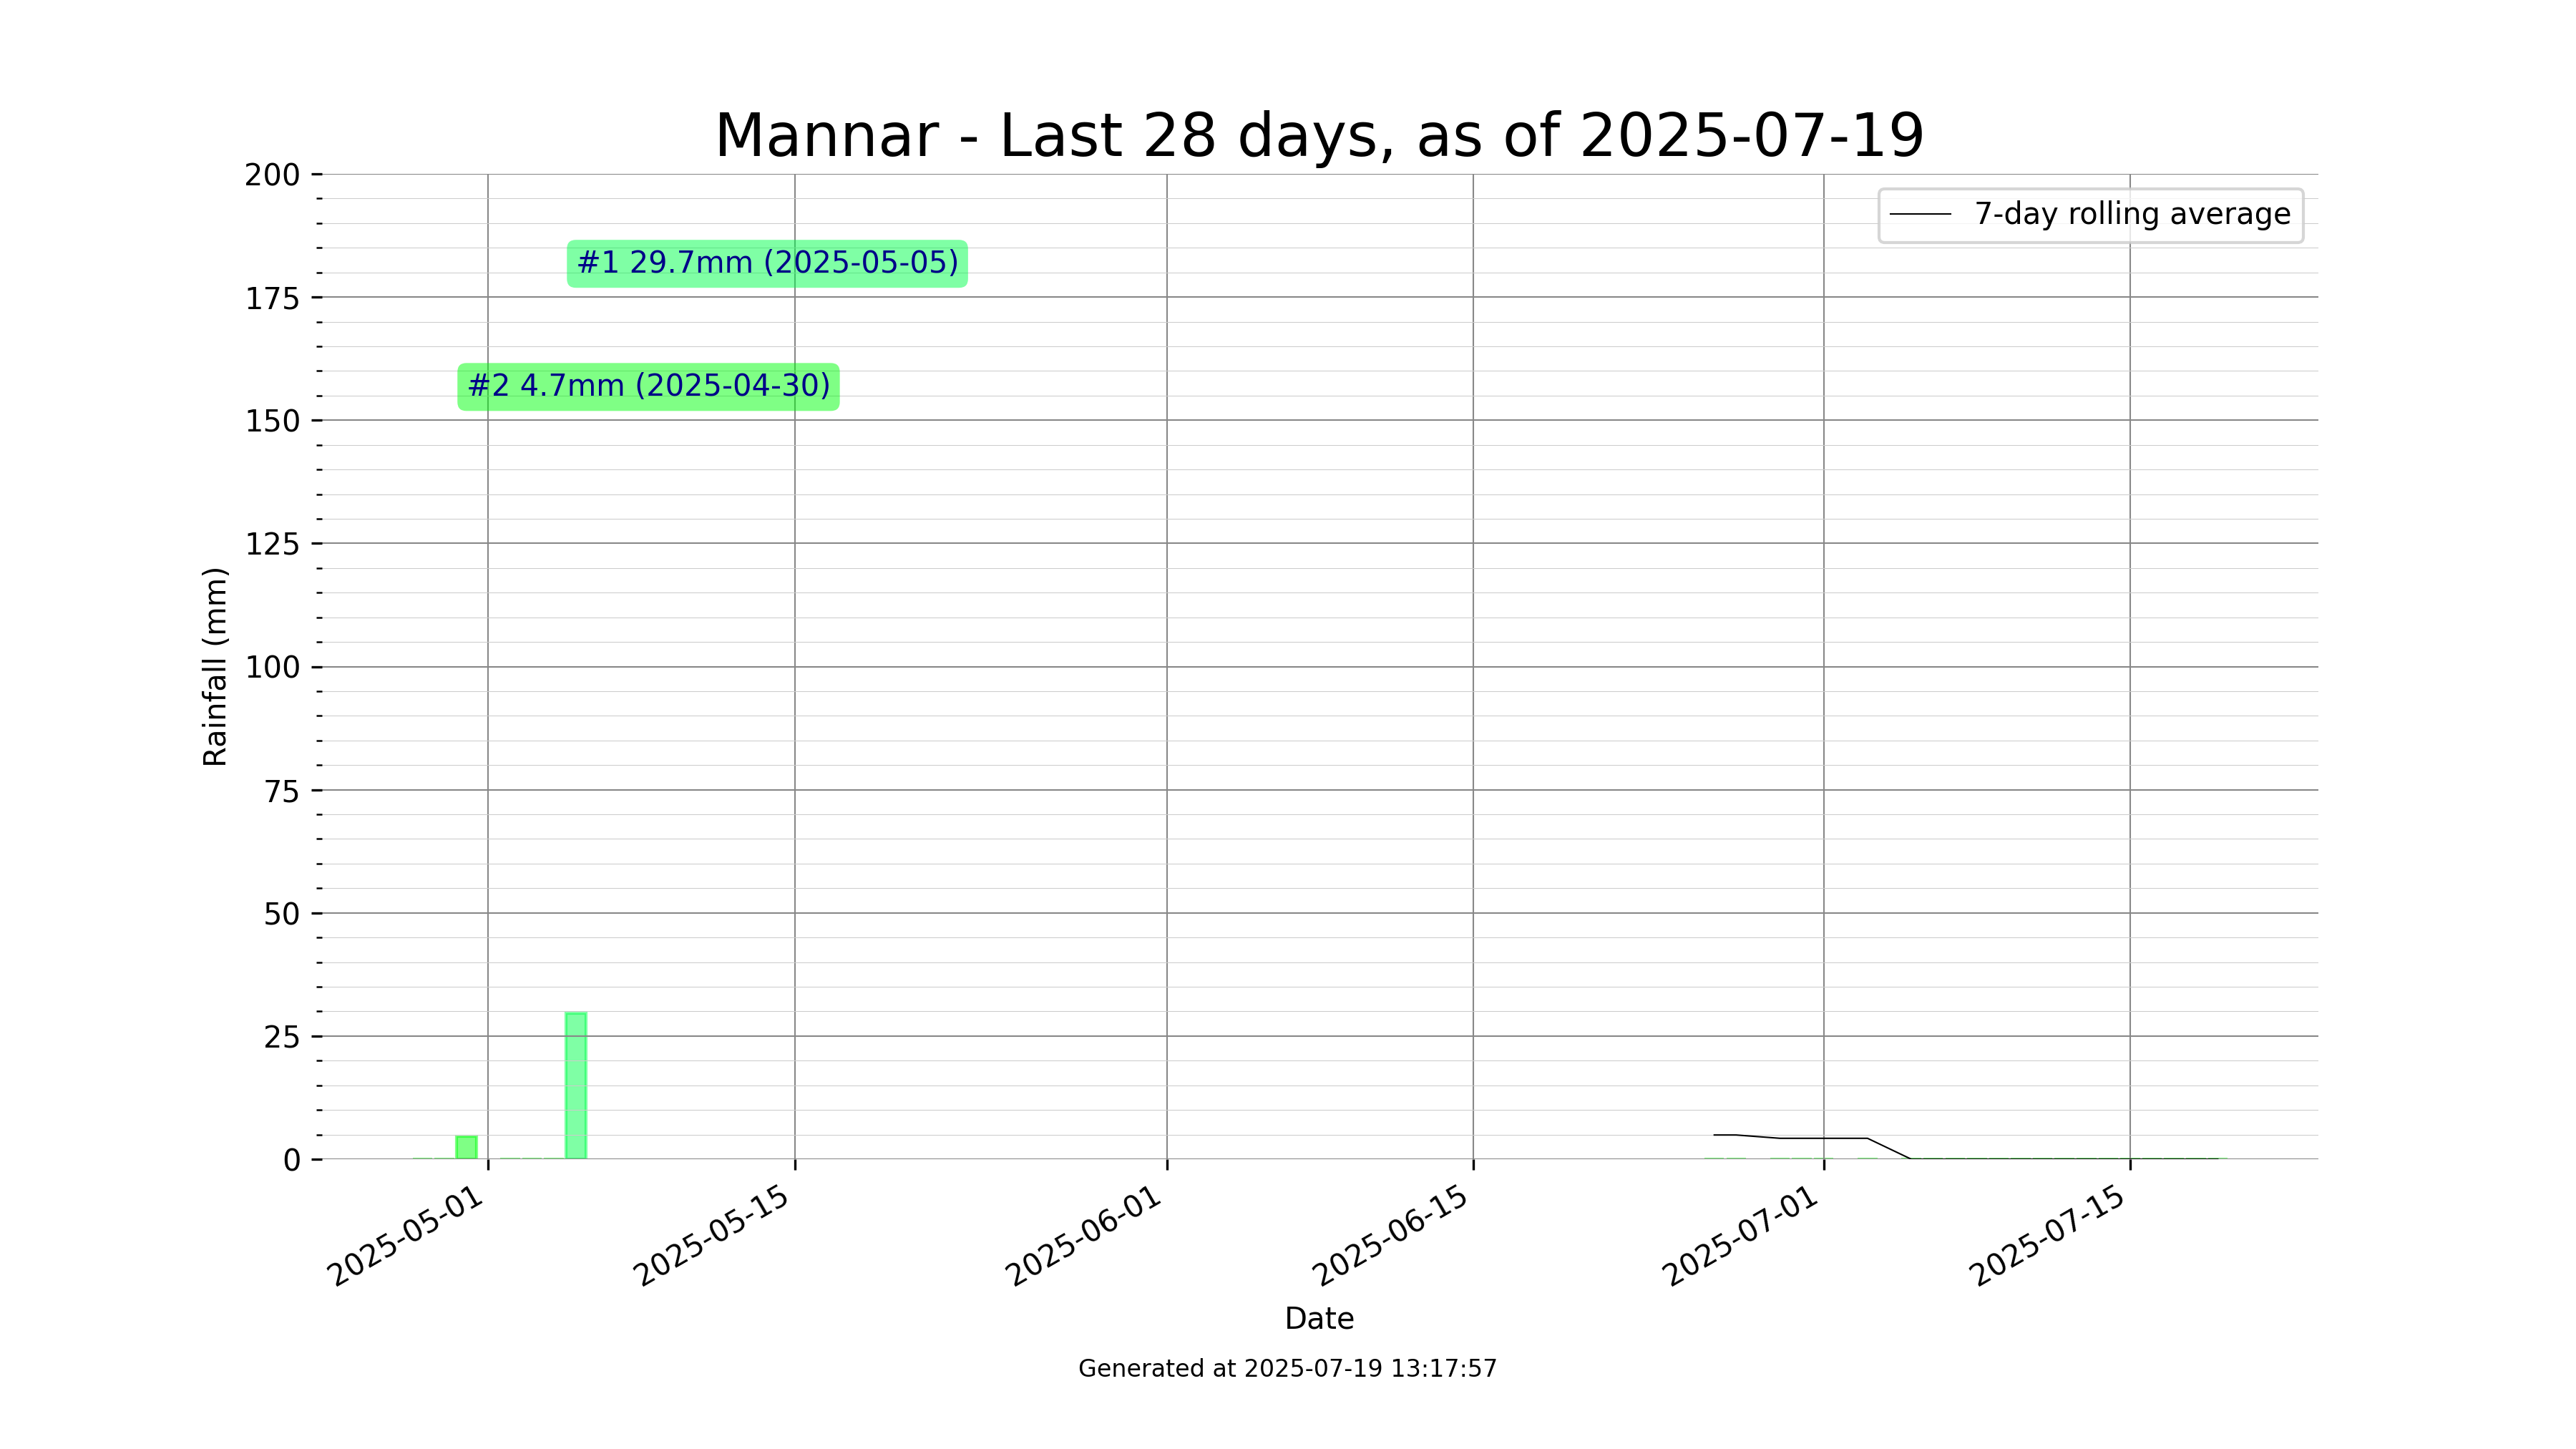 Mannar - Last 28 days, as of 2025-07-19
200
175
150
125
100
75
50
25
0
Rainfall (mm)
7-day rolling average
#1 29.7mm (2025-05-05)
#2 4.7mm (2025-04-30)
2025-05-01
2025-05-15
2025-06-01
2025-06-15
2025-07-01
2025-07-15
Date
Generated at 2025-07-19 13:17:57